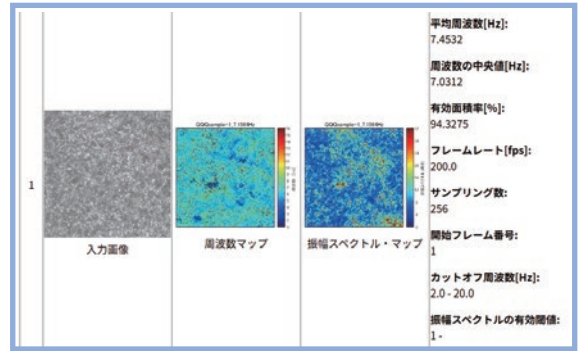 1
入力画像
周波数マップ
振幅スペクトル・マップ
平均周波数[Hz]:
7.4532
周波数の中央値[Hz]:
7.0312
有効面積率[%]:
94.3275
フレームレート[fps]:
200.0
サンプリング数:
256
開始フレーム番号:
1
カットオフ周波数[Hz]:
2.0 - 20.0
振幅スペクトルの有効閾値:
1 -